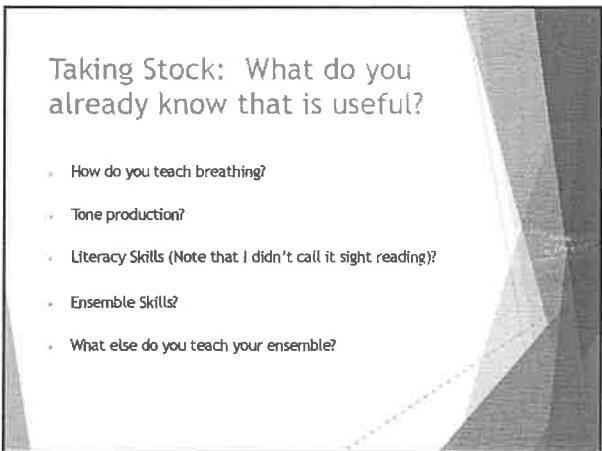 Taking Stock: What do you
already know that is useful?
How do you teach breathing?
Tone production?
Literacy Skills (Note that I didn't call it sight reading)?
Ensemble Skills?
What else do you teach your ensemble?